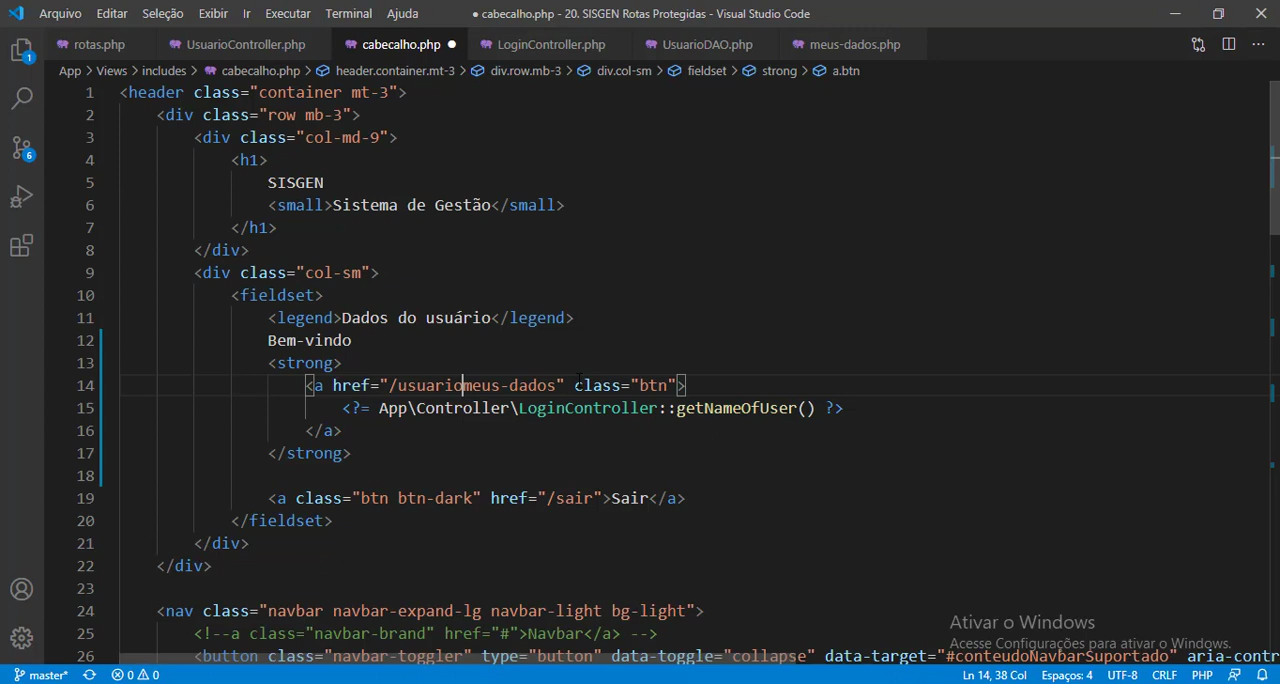 Arquivo Editar Seleção Exibir Ir Executar Terminal Ajuda ● cabecalho.php - 20. SISGEN Rotas Protegidas - Visual Studio Code
rotas.php UsuarioController.php cabecalho.php ● LoginController.php UsuarioDAO.php meus-dados.php
App > Views > includes > cabecalho.php > header.container.mt-3 > div.row.mb-3 > div.col-sm > fieldset > strong > a.btn
1 <header class="container mt-3">
2 <div class="row mb-3">
3 <div class="col-md-9">
4 <h1>
5 SISGEN
6 <small>Sistema de Gestão</small>
7 </h1>
8 </div>
9 <div class="col-sm">
10 <fieldset>
11 <legend>Dados do usuário</legend>
12 Bem-vindo
13 <strong>
14 <a href="/usuariomeus-dados" class="btn">
15 <?= App\Controller\LoginController::getNameOfUser() ?>
16 </a>
17 </strong>
18
19 <a class="btn btn-dark" href="/sair">Sair</a>
20 </fieldset>
21 </div>
22 </div>
23
24 <nav class="navbar navbar-expand-lg navbar-light bg-light">
25 <!--a class="navbar-brand" href="#">Navbar</a> -->
26 <button class="navbar-toggler" type="button" data-toggle="collapse" data-target="#conteudoNavbarSuportado" aria-contr
1
6
Ativar o Windows
Acesse Configurações para ativar o Windows.
master* 0 0 Ln 14, 38 Col Espaços: 4 UTF-8 CRLF PHP